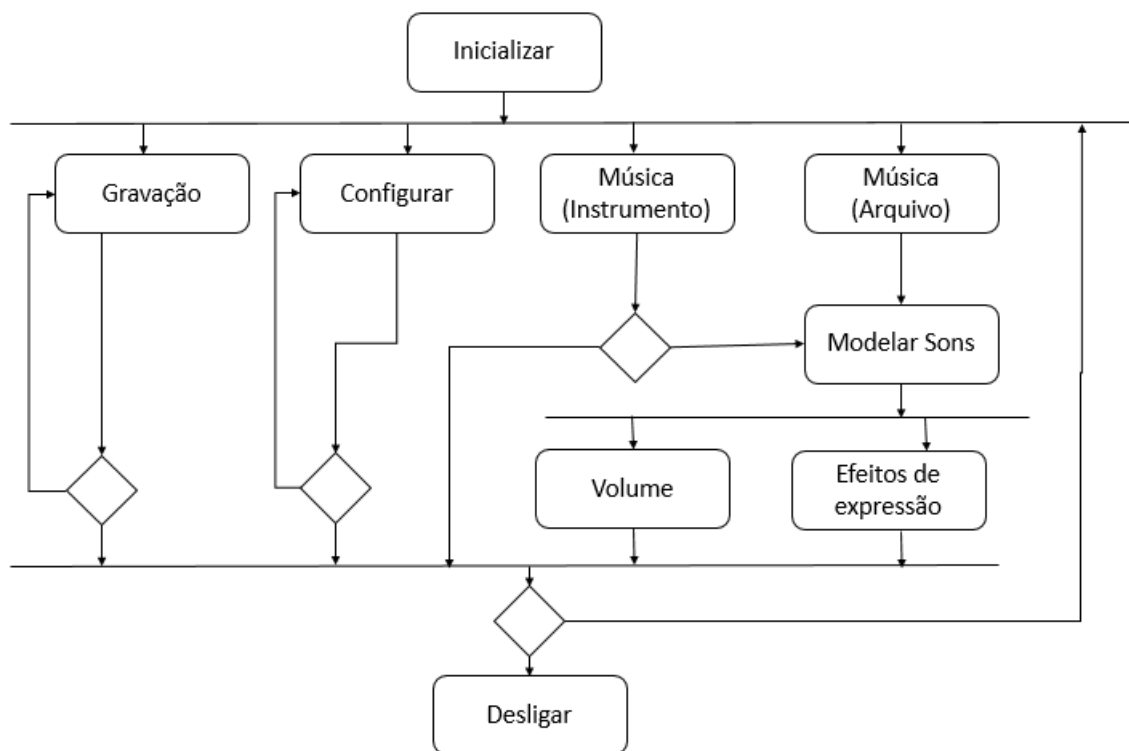 Inicializar
Gravação
Configurar
Música
(Instrumento)
Música
(Arquivo)
Modelar Sons
Volume
Efeitos de
expressão
Desligar